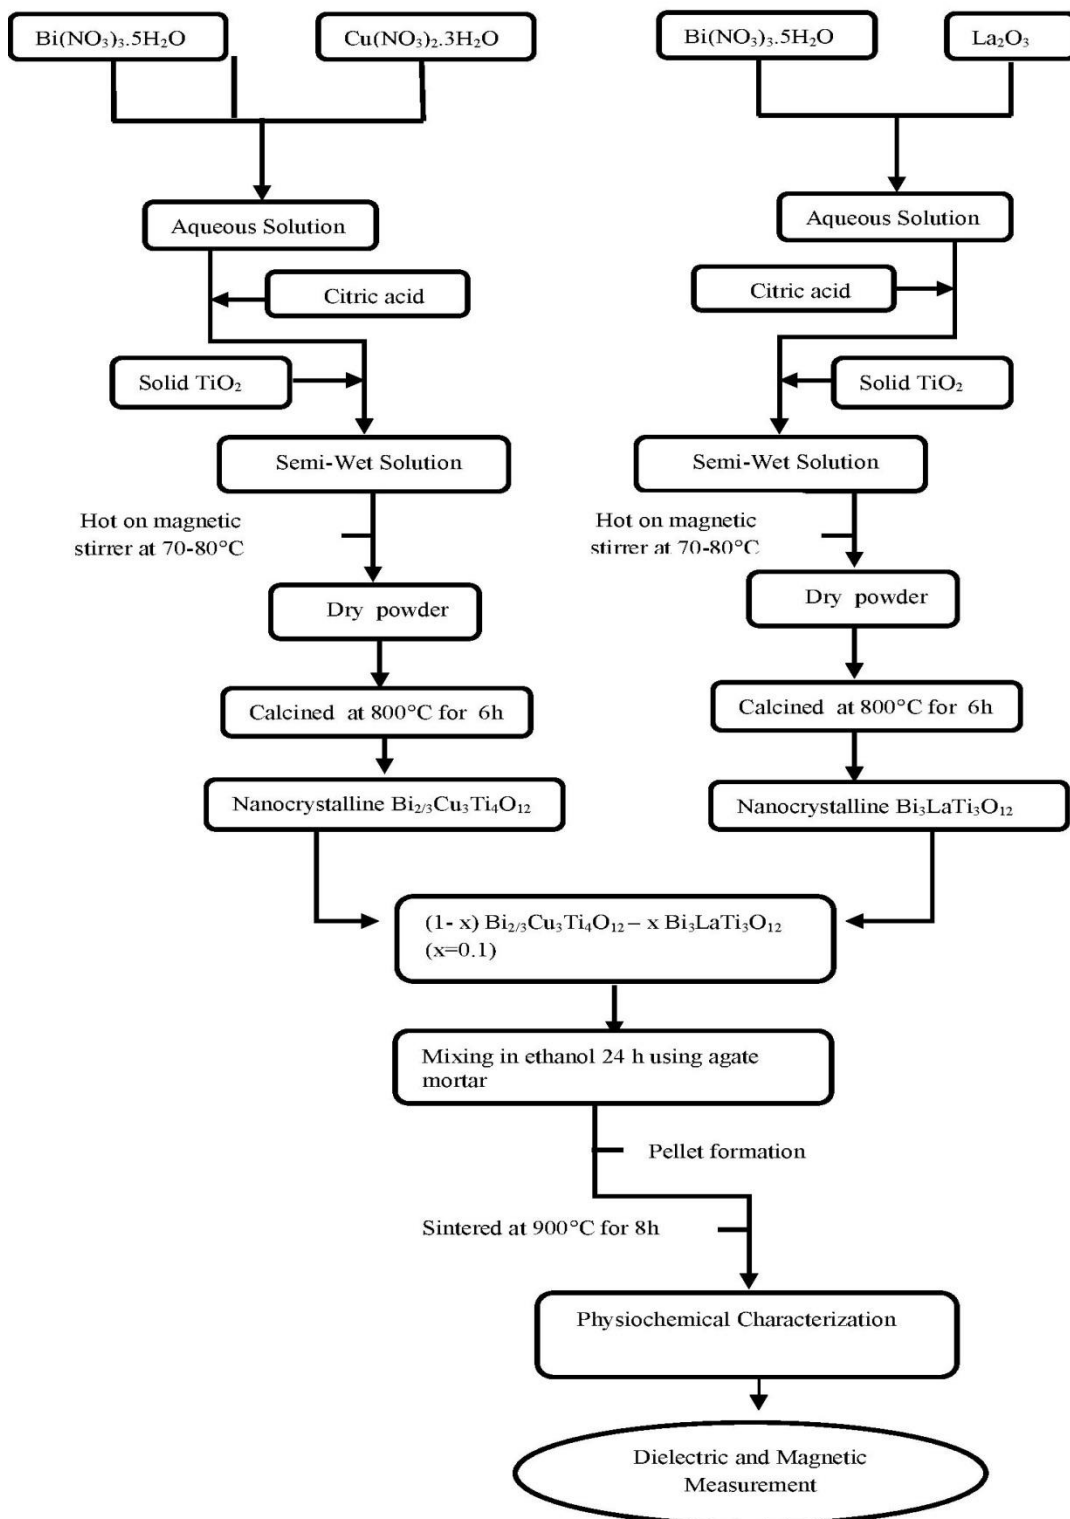 Bi(NO₃)₃.5H₂O
Cu(NO₃)₂.3H₂O
Bi(NO₃)₃.5H₂O
La₂O₃
Aqueous Solution
Aqueous Solution
Citric acid
Citric acid
Solid TiO₂
Solid TiO₂
Semi-Wet Solution
Semi-Wet Solution
Hot on magnetic
stirrer at 70-80°C
Hot on magnetic
stirrer at 70-80°C
Dry powder
Dry powder
Calcined at 800°C for 6h
Calcined at 800°C for 6h
Nanocrystalline Bi₂/₃Cu₃Ti₄O₁₂
Nanocrystalline Bi₃LaTi₃O₁₂
(1- x) Bi₂/₃Cu₃Ti₄O₁₂ – x Bi₃LaTi₃O₁₂
(x=0.1)
Mixing in ethanol 24 h using agate
mortar
Pellet formation
Sintered at 900°C for 8h
Physiochemical Characterization
Dielectric and Magnetic
Measurement